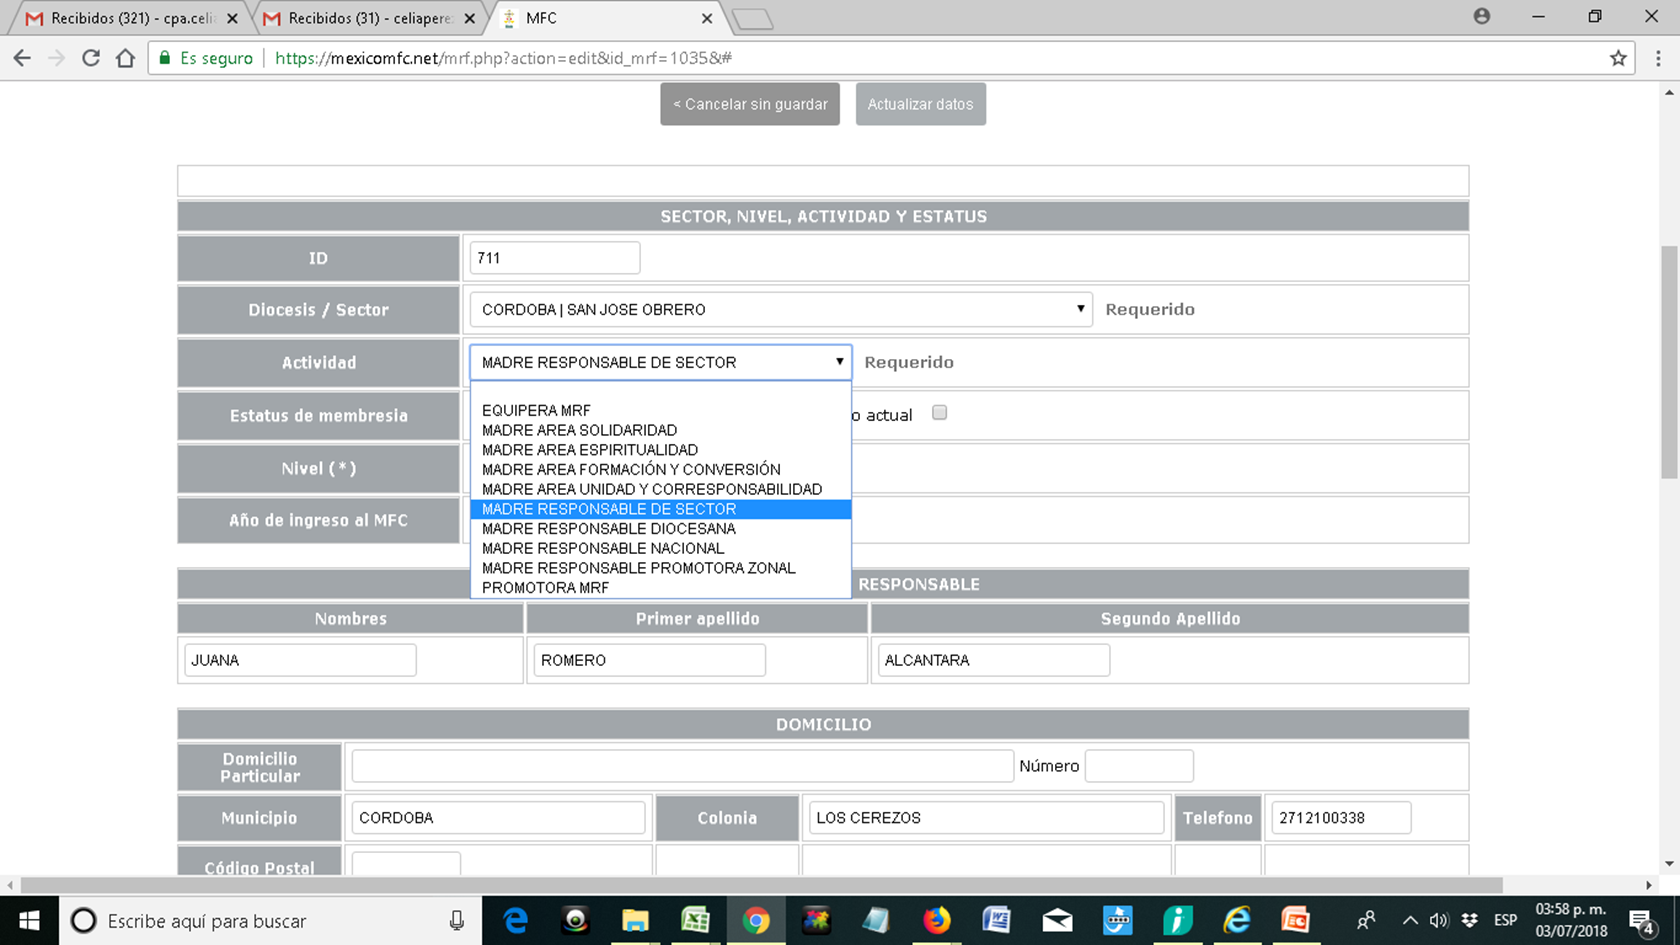 Recibidos (321) - cpa.celi
Recibidos (31) - celiapere
MFC
Es seguro
https://mexicomfc.net/mrf.php?action=edit&id_mrf=1035&#
< Cancelar sin guardar
Actualizar datos
SECTOR, NIVEL, ACTIVIDAD Y ESTATUS
ID
711
Diocesis / Sector
CORDOBA | SAN JOSE OBRERO
Requerido
Actividad
MADRE RESPONSABLE DE SECTOR
Requerido
Estatus de membresia
o actual
Nivel (*)
Año de ingreso al MFC
EQUIPERA MRF
MADRE AREA SOLIDARIDAD
MADRE AREA ESPIRITUALIDAD
MADRE AREA FORMACIÓN Y CONVERSIÓN
MADRE AREA UNIDAD Y CORRESPONSABILIDAD
MADRE RESPONSABLE DE SECTOR
MADRE RESPONSABLE DIOCESANA
MADRE RESPONSABLE NACIONAL
MADRE RESPONSABLE PROMOTORA ZONAL
PROMOTORA MRF
RESPONSABLE
Nombres
Primer apellido
Segundo Apellido
JUANA
ROMERO
ALCANTARA
DOMICILIO
Domicilio
Particular
Número
Municipio
CORDOBA
Colonia
LOS CEREZOS
Telefono
2712100338
Código Postal
Escribe aquí para buscar
ESP
03:58 p. m.
03/07/2018
4